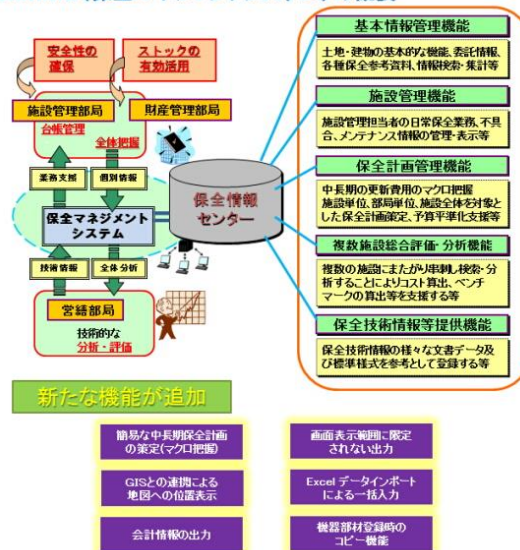 安全性の
確保
ストックの
有効活用
施設管理部局
財産管理部局
台帳管理
全体把握
業務支援
個別情報
保全マネジメント
システム
保全情報
センター
技術情報
全体分析
営繕部局
技術的な
分析・評価
基本情報管理機能
土地・建物の基本的な機能、委託情報、
各種保全参考資料、情報検索・集計等
施設管理機能
施設管理担当者の日常保全業務、不具
合、メンテナンス情報の管理・表示等
保全計画管理機能
中長期の更新費用のマクロ把握
施設単位、部局単位、施設全体を対象と
した保全計画策定、予算平準化支援等
複数施設総合評価・分析機能
複数の施設にまたがり串刺し検索・分
析することによりコスト算出、ベンチ
マークの算出等を支援する等
保全技術情報等提供機能
保全技術情報の様々な文書データ及
び標準様式を参考として登録する等
新たな機能が追加
簡易な中長期保全計画
の策定(マクロ把握)
画面表示範囲に限定
されない出力
GISとの連携による
地図への位置表示
Excel データインポート
による一括入力
会計情報の出力
機器部材登録時の
コピー機能